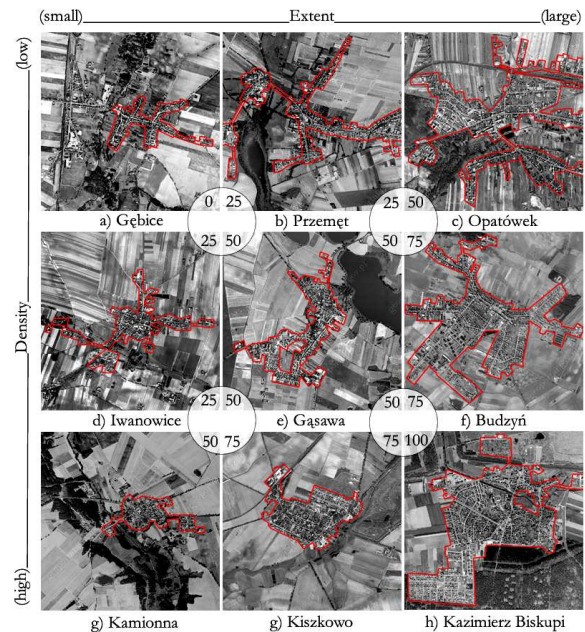 (small) Extent (large)
(low)
Density
(high)
a) Gębice
b) Przemęt
c) Opatówek
0 25
25 50
25 50
50 75
d) Iwanowice
e) Gąsawa
f) Budzyń
25 50
50 75
50 75
75 100
g) Kamionna
g) Kiszkowo
h) Kazimierz Biskupi